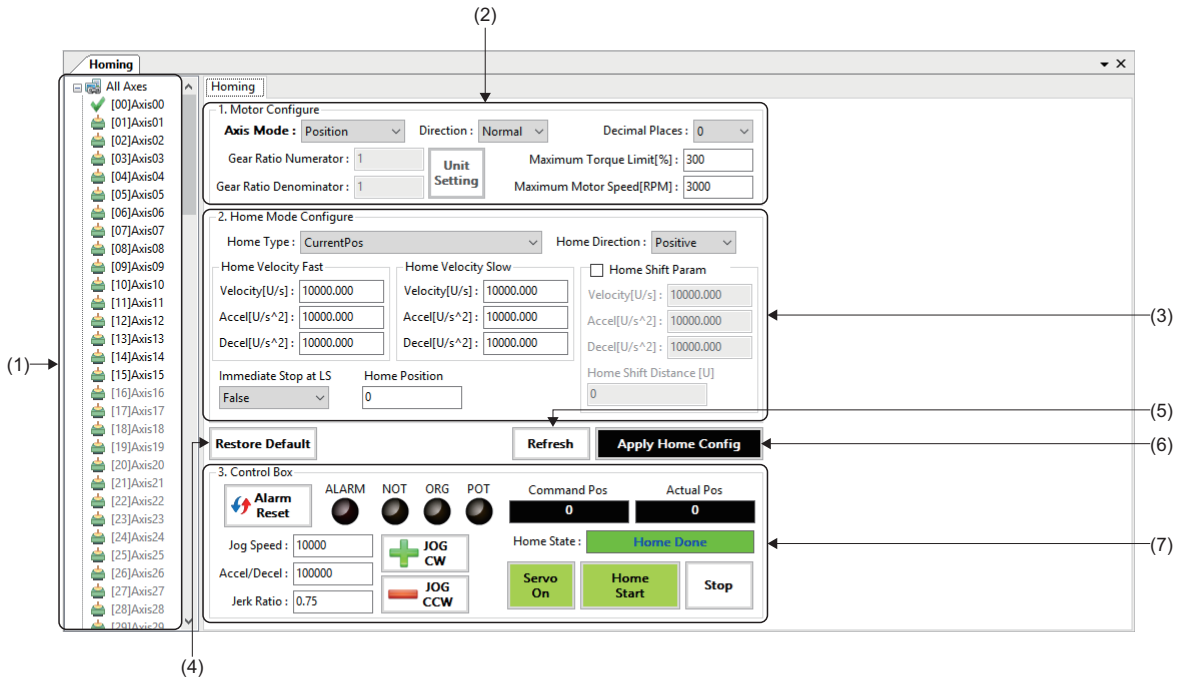 (2)
Homing
All Axes
[00]Axis00
[01]Axis01
[02]Axis02
[03]Axis03
[04]Axis04
[05]Axis05
[06]Axis06
[07]Axis07
[08]Axis08
[09]Axis09
[10]Axis10
[11]Axis11
[12]Axis12
[13]Axis13
[14]Axis14
[15]Axis15
[16]Axis16
[17]Axis17
[18]Axis18
[19]Axis19
[20]Axis20
[21]Axis21
[22]Axis22
[23]Axis23
[24]Axis24
[25]Axis25
[26]Axis26
[27]Axis27
[28]Axis28
[29]Axis29
(1)
Homing
1. Motor Configure
Axis Mode : Position Direction : Normal Decimal Places : 0
Gear Ratio Numerator : 1 Unit Setting Maximum Torque Limit[%] : 300
Gear Ratio Denominator : 1 Maximum Motor Speed[RPM] : 3000
2. Home Mode Configure
Home Type : CurrentPos Home Direction : Positive
Home Velocity Fast Home Velocity Slow Home Shift Param
Velocity[U/s] : 10000.000 Velocity[U/s] : 10000.000 Velocity[U/s] : 10000.000
Accel[U/s^2] : 10000.000 Accel[U/s^2] : 10000.000 Accel[U/s^2] : 10000.000
Decel[U/s^2] : 10000.000 Decel[U/s^2] : 10000.000 Decel[U/s^2] : 10000.000
Immediate Stop at LS Home Position Home Shift Distance [U]
False 0 0
(3)
(5)
Restore Default Refresh Apply Home Config
(6)
3. Control Box
Alarm Reset ALARM NOT ORG POT Command Pos Actual Pos
0 0
Jog Speed : 10000 JOG CW Home State : Home Done
(7)
Accel/Decel : 100000 Servo On Home Start Stop
Jerk Ratio : 0.75 JOG CCW
(4)